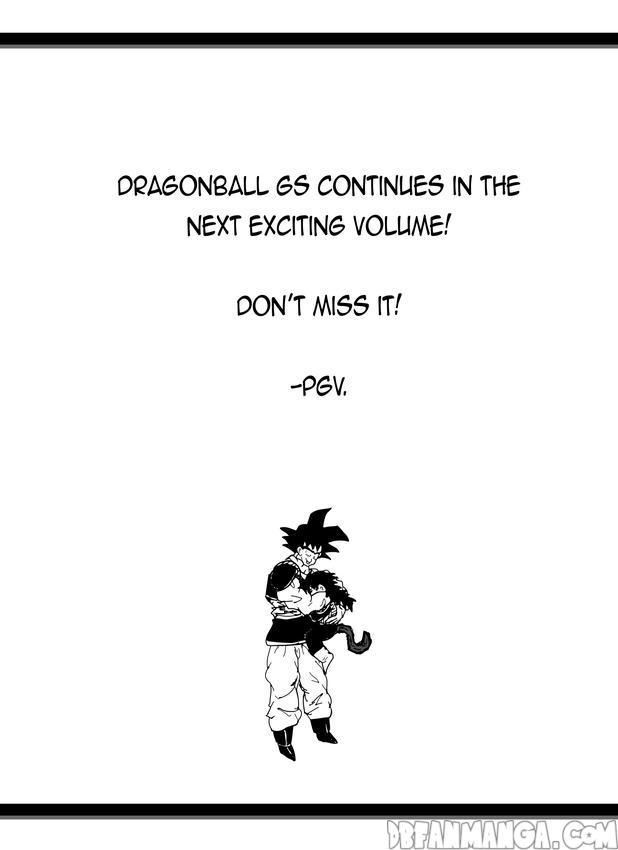 DRAGONBALL GS CONTINUES IN THE
NEXT EXCITING VOLUME!
DON'T MISS IT!
-PGV.
DBFANMANGA.COM